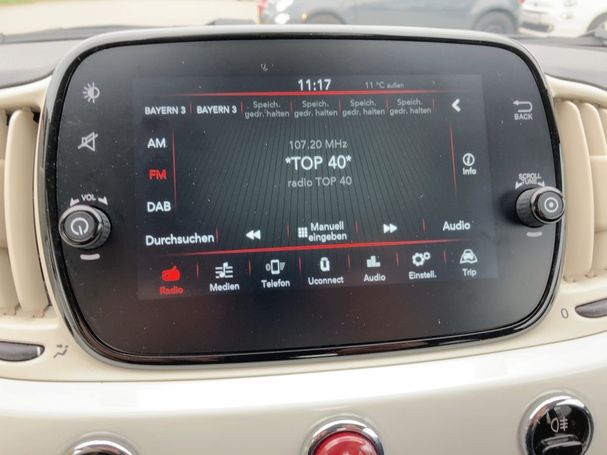 11:17
11 °C außen
BAYERN 3
BAYERN 3
Speich. gedr. halten
Speich. gedr. halten
Speich. gedr. halten
Speich. gedr. halten
BACK
AM
107.20 MHz
*TOP 40*
radio TOP 40
Info
FM
SCROLL
TUNE
VOL
DAB
Durchsuchen
Manuell
eingeben
Audio
Radio
Medien
Telefon
Uconnect
Audio
Einstell.
Trip
0